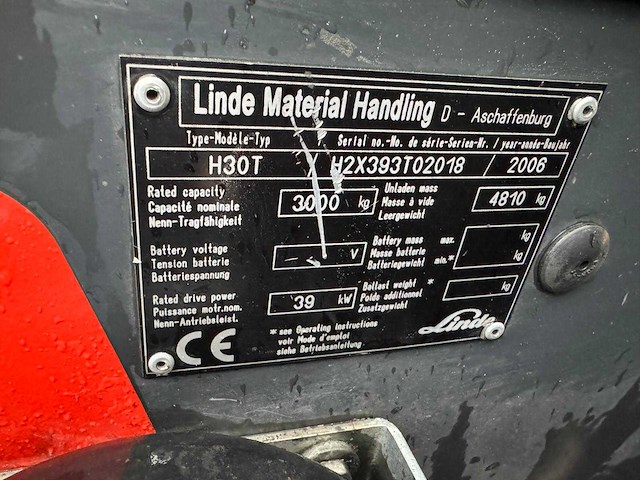 Linde Material Handling D - Aschaffenburg
Type-Modèle-Typ Serial no.-No. de série-Serien-Nr. / year-année-Baujahr
H30T H2X393T02018 / 2006
Rated capacity
Capacité nominale
Nenn-Tragfähigkeit
3000 kg
Unladen mass
Masse à vide
Leergewicht
4810 kg
Battery voltage
Tension batterie
Batteriespannung
- V
Battery mass max.
Masse batterie
Batteriegewicht min.*
kg
kg
Rated drive power
Puissance motr.nom.
Nenn-Antriebsleist.
39 kW
Ballast weight *
Poids additionnel
Zusatzgewicht
kg
* see Operating instructions
voir Mode d'emploi
siehe Betriebsanleitung
CE
Linde